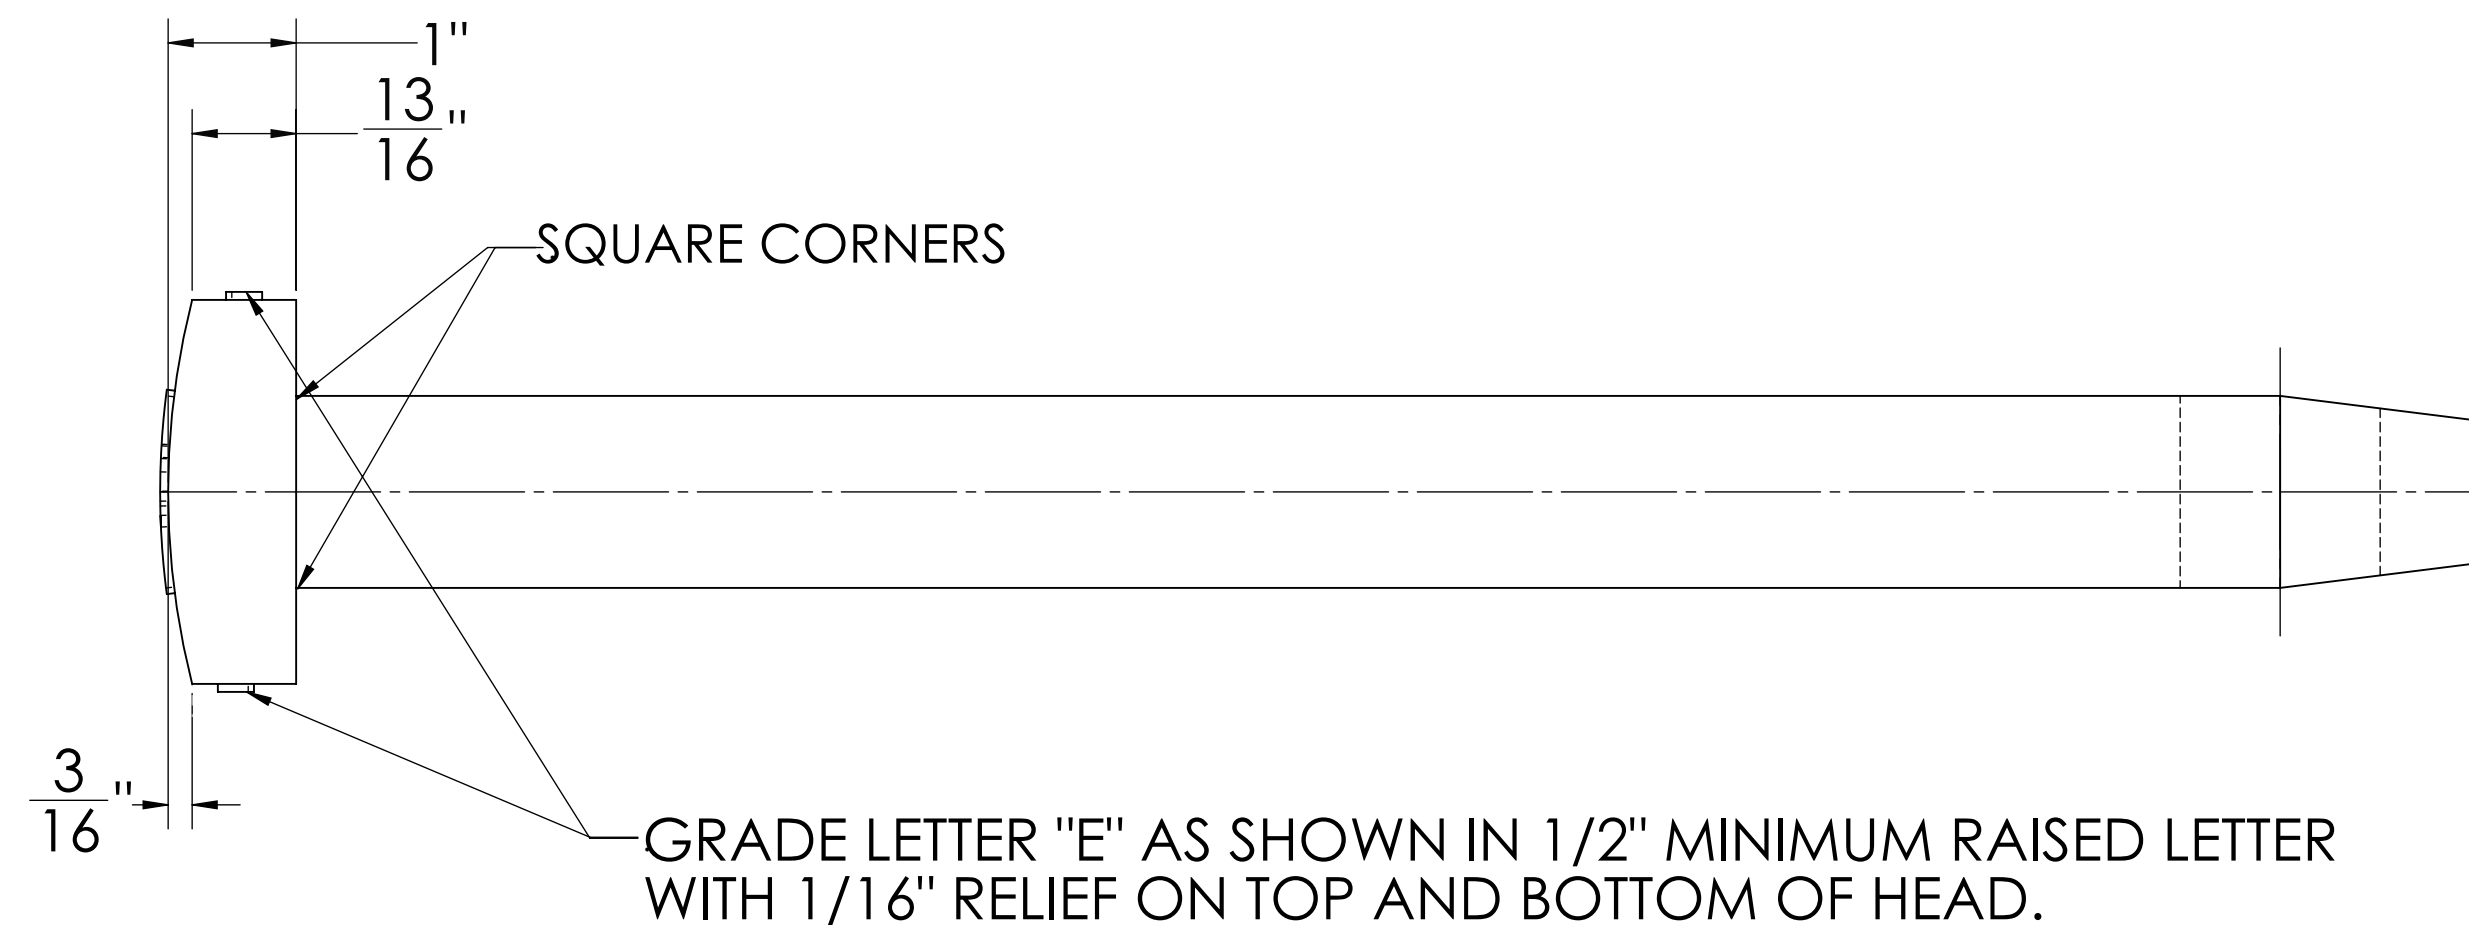 1"
13/16"
SQUARE CORNERS
3/16"
GRADE LETTER "E" AS SHOWN IN 1/2" MINIMUM RAISED LETTER
WITH 1/16" RELIEF ON TOP AND BOTTOM OF HEAD.